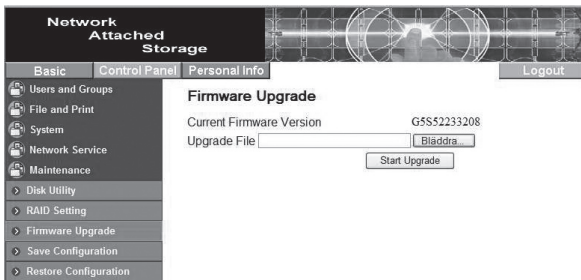 Network
Attached
Storage
Basic
Control Panel
Personal Info
Logout
Users and Groups
File and Print
System
Network Service
Maintenance
Disk Utility
RAID Setting
Firmware Upgrade
Save Configuration
Restore Configuration
Firmware Upgrade
Current Firmware Version G5S52233208
Upgrade File Bläddra...
Start Upgrade